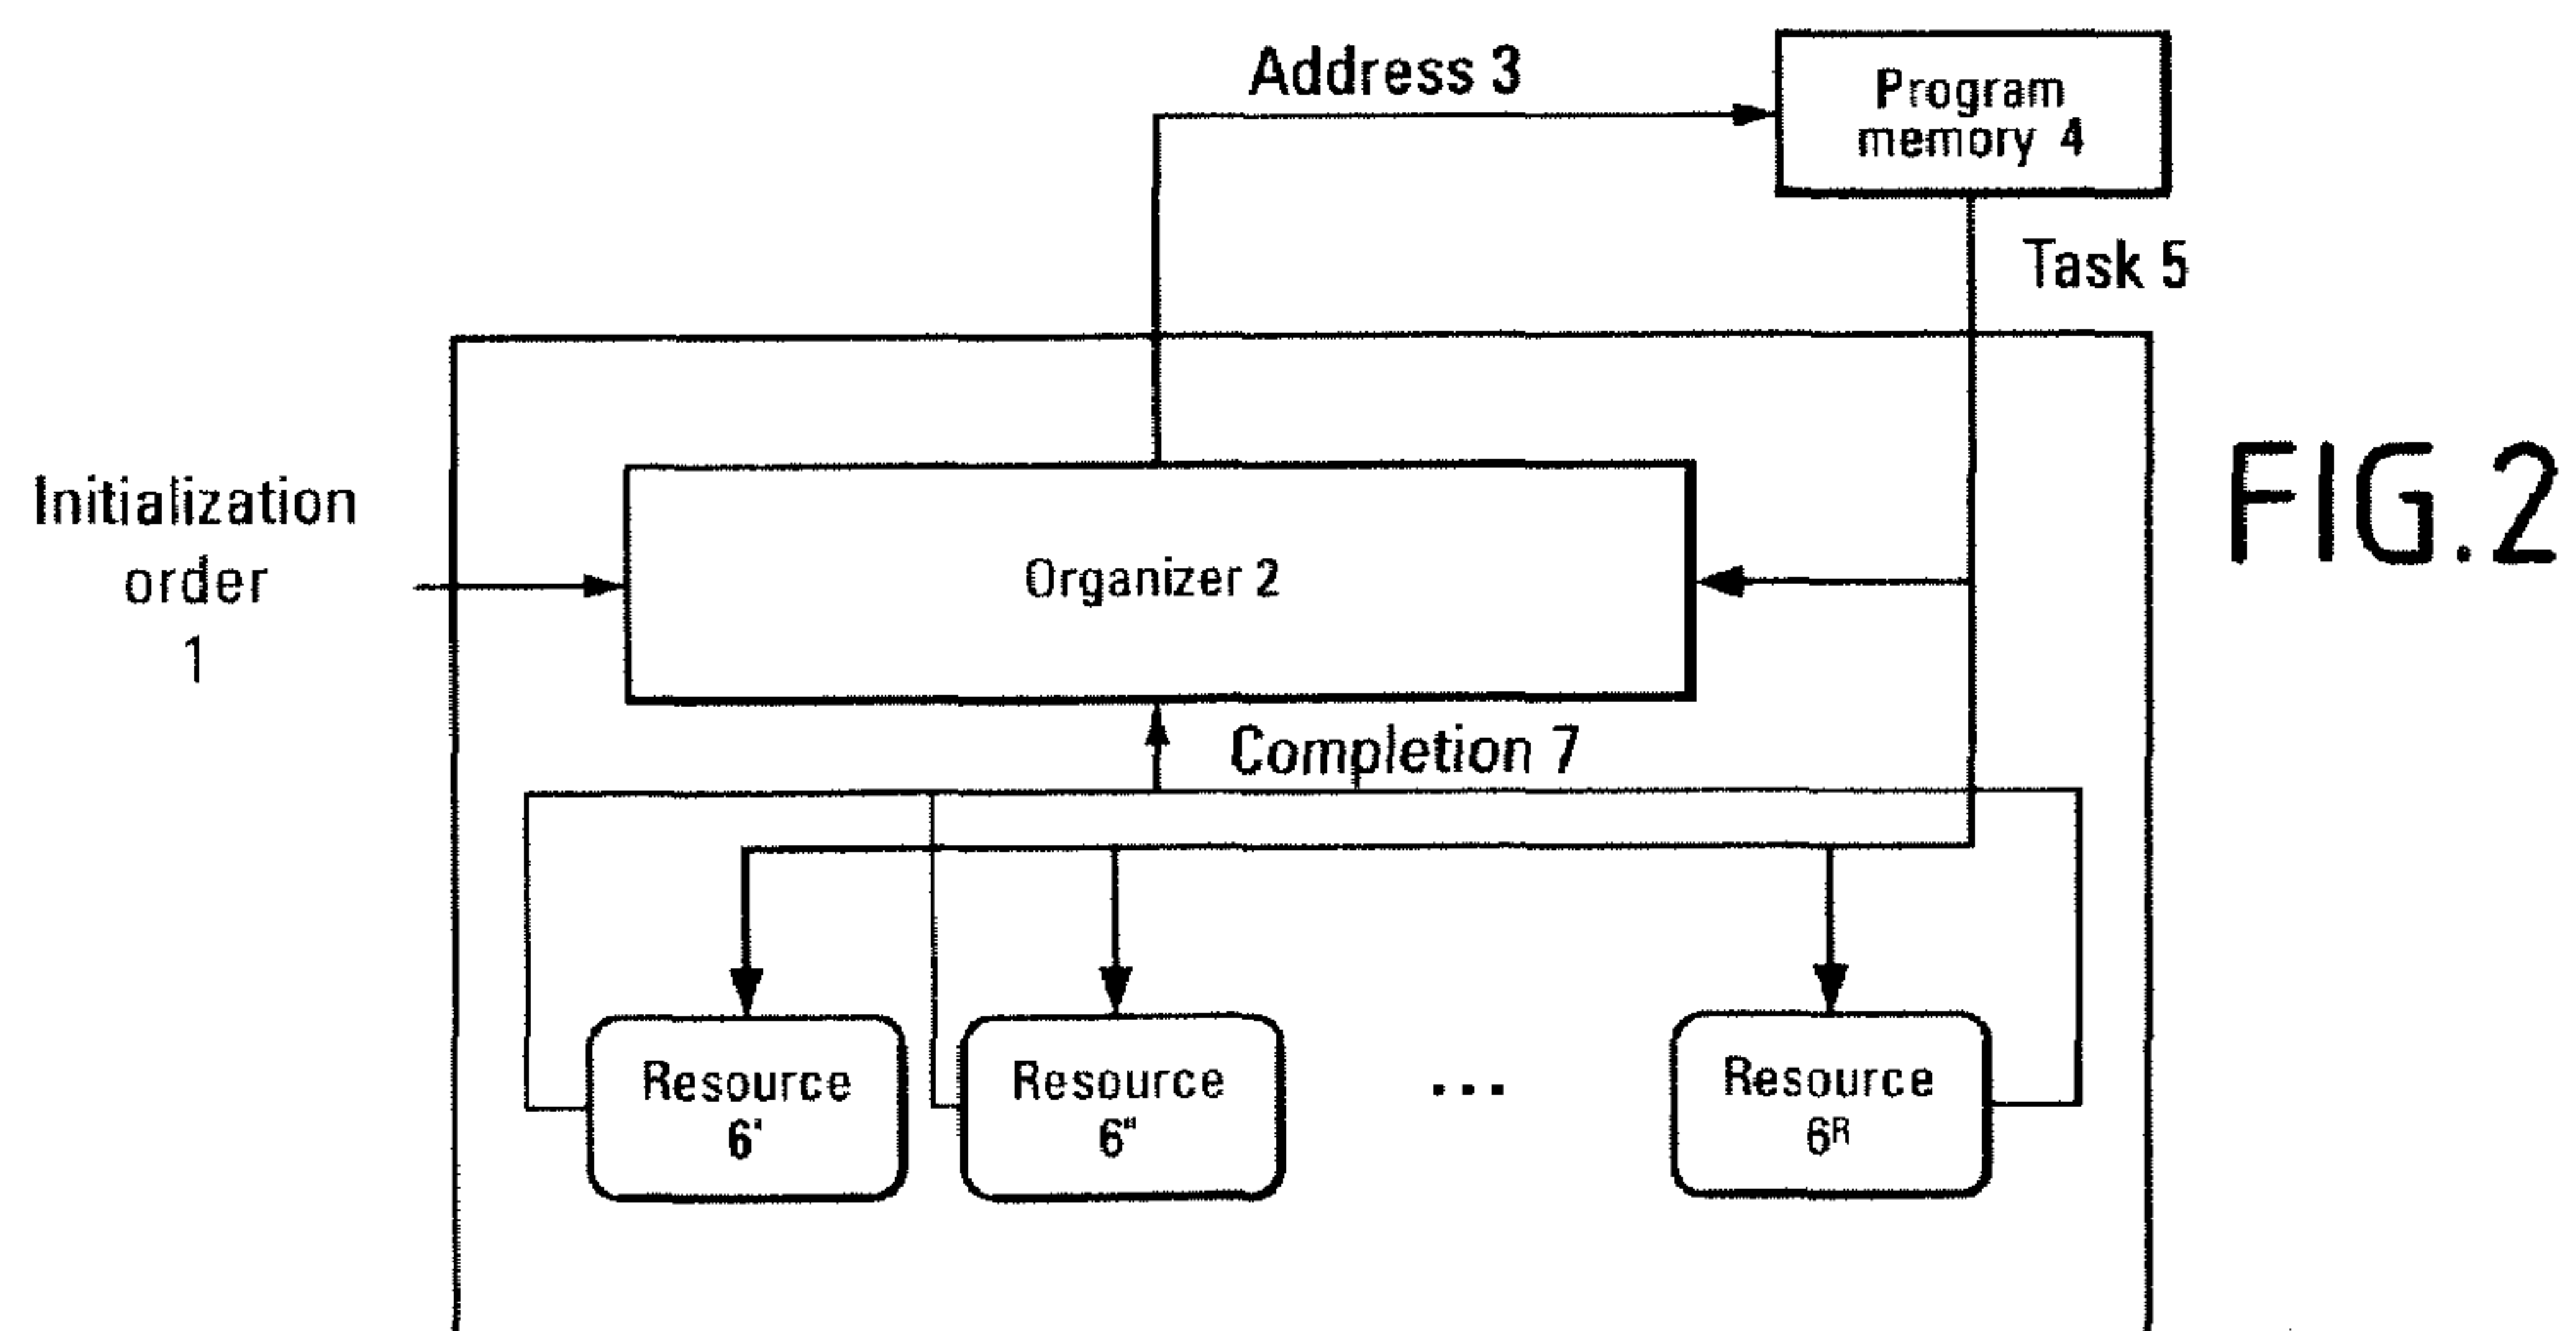 Address 3
Program
memory 4
Task 5
Initialization
order
1
Organizer 2
FIG.2
Completion 7
Resource
6'
Resource
6"
...
Resource
6ᴿ